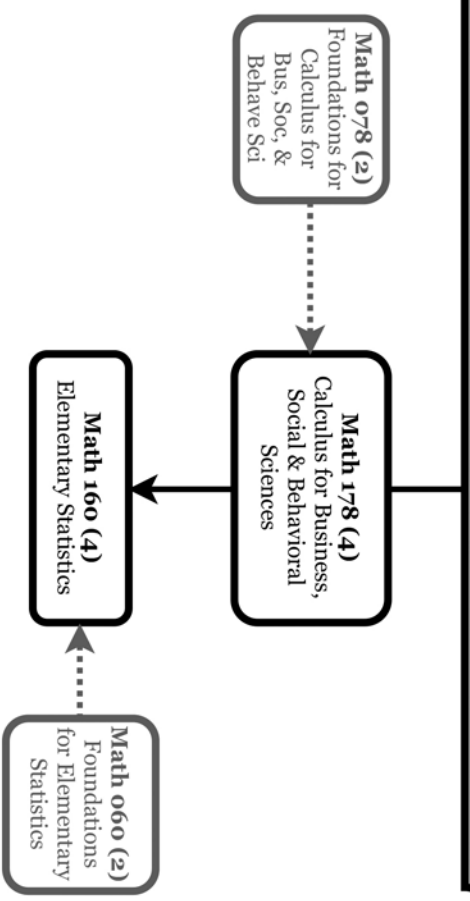 Math 078 (2)
Foundations for
Calculus for
Bus, Soc, &
Behave Sci
Math 178 (4)
Calculus for Business,
Social & Behavioral
Sciences
Math 160 (4)
Elementary Statistics
Math 060 (2)
Foundations
for Elementary
Statistics